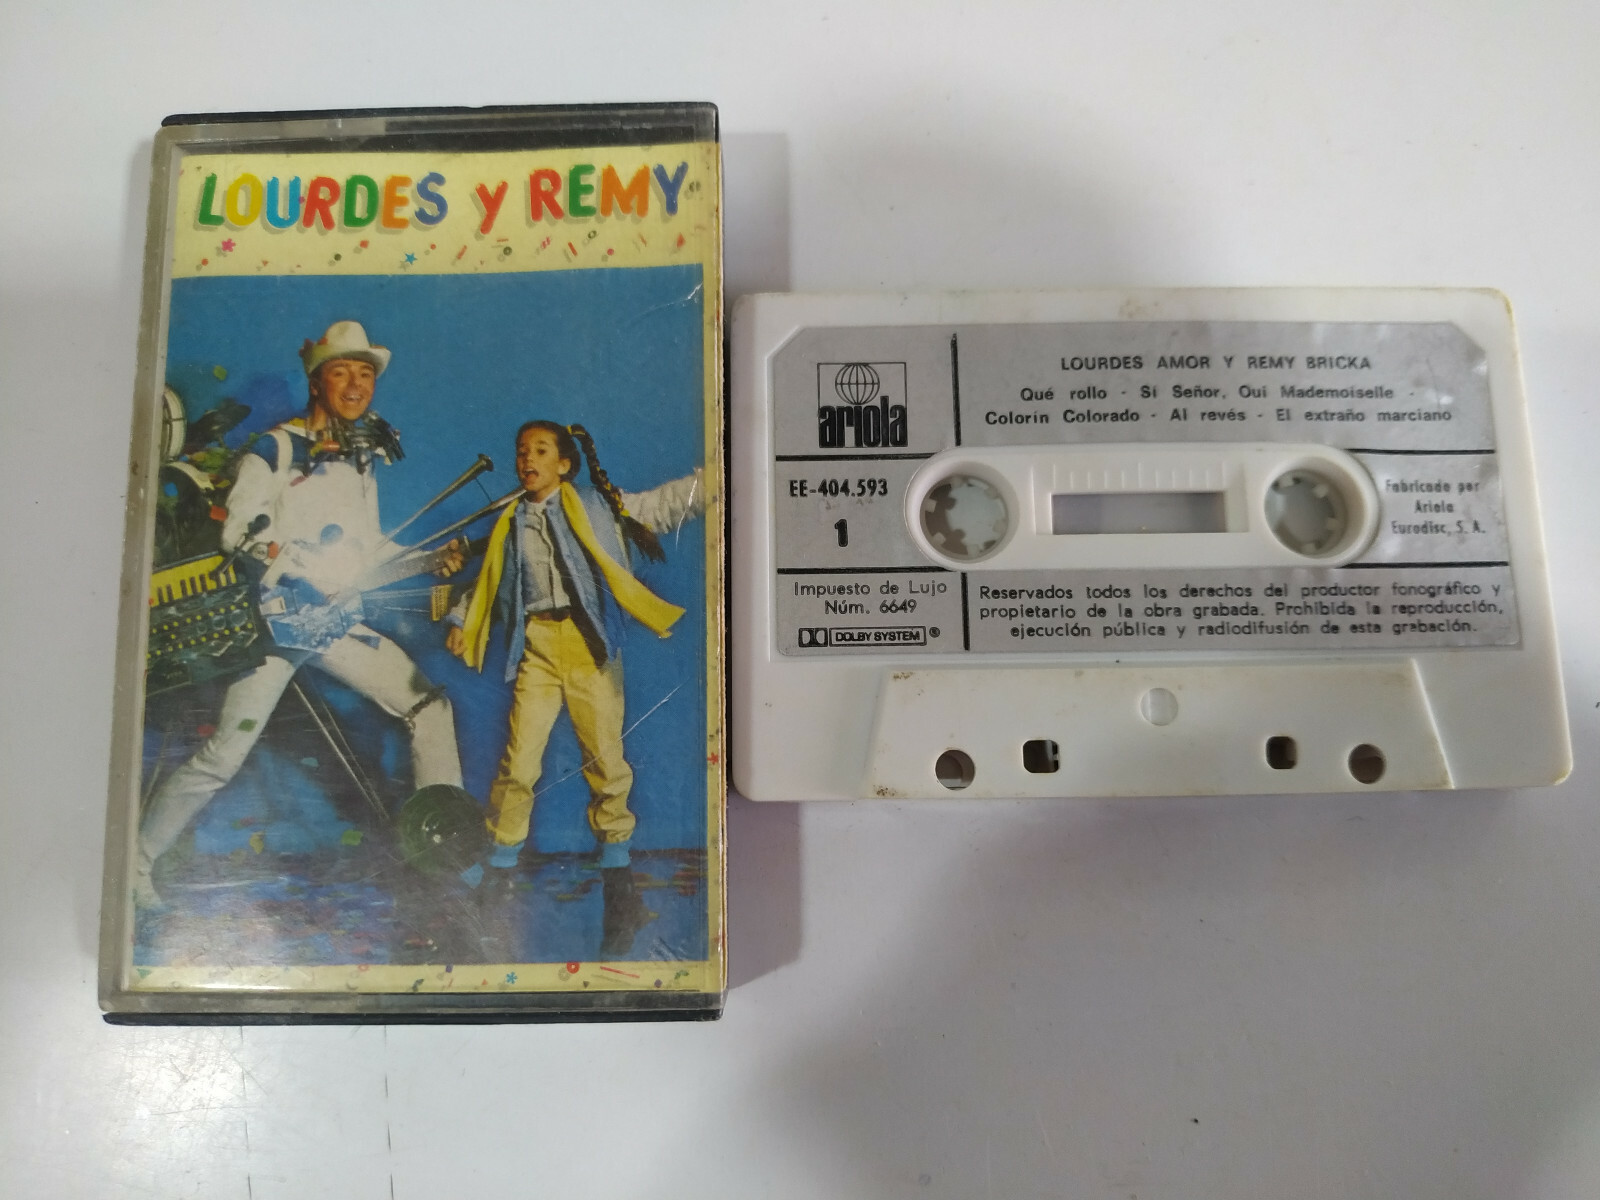 LOURDES y REMY
ariola
LOURDES AMOR Y REMY BRICKA
Qué rollo - Si Señor, Oui Mademoiselle -
Colorin Colorado - Al revés - El extraño marciano
EE-404.593
1
Fabricado por
Ariola
Eurodisc, S. A.
Impuesto de Lujo
Núm. 6649
DOLBY SYSTEM ®
Reservados todos los derechos del productor fonográfico y
propietario de la obra grabada. Prohibida la reproducción,
ejecución pública y radiodifusión de esta grabación.